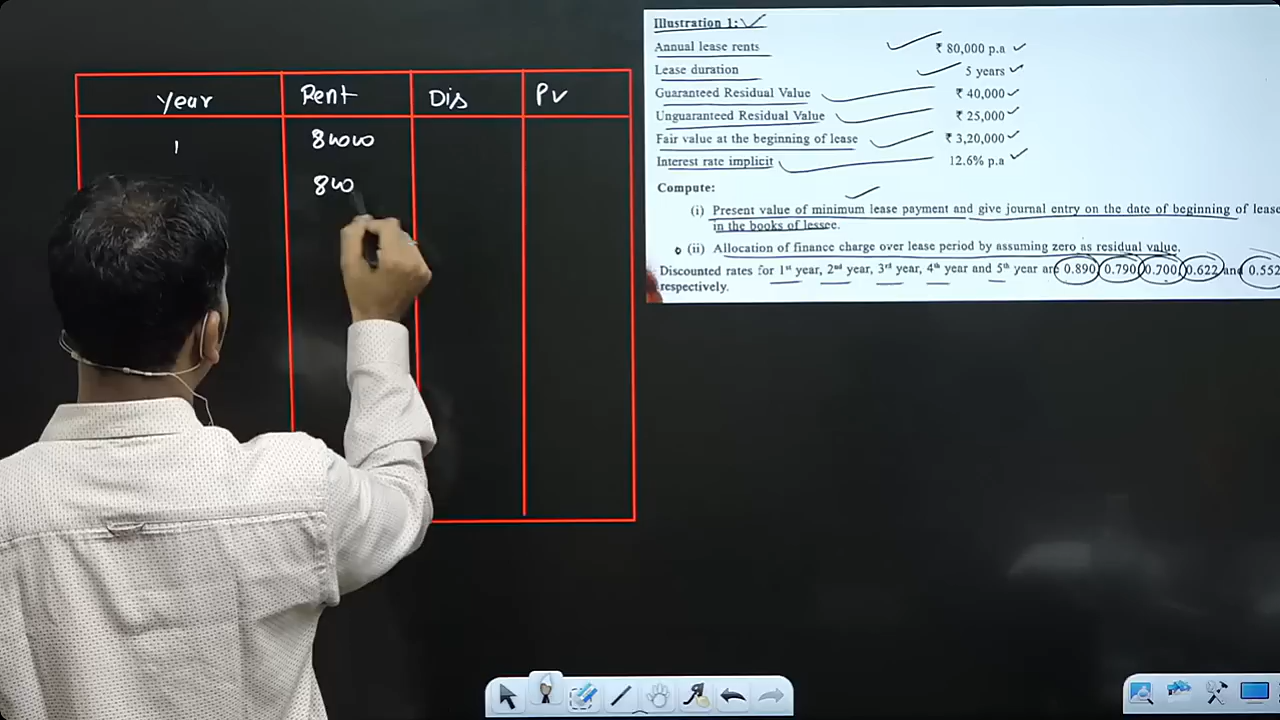 Year Rent Dis Pv
1 80000
800
Illustration 1:
Annual lease rents ₹ 80,000 p.a
Lease duration 5 years
Guaranteed Residual Value ₹ 40,000
Unguaranteed Residual Value ₹ 25,000
Fair value at the beginning of lease ₹ 3,20,000
Interest rate implicit 12.6% p.a
Compute:
(i) Present value of minimum lease payment and give journal entry on the date of beginning of lease
in the books of lessee.
(ii) Allocation of finance charge over lease period by assuming zero as residual value.
Discounted rates for 1st year, 2nd year, 3rd year, 4th year and 5th year are 0.890, 0.790, 0.700, 0.622 and 0.552
respectively.